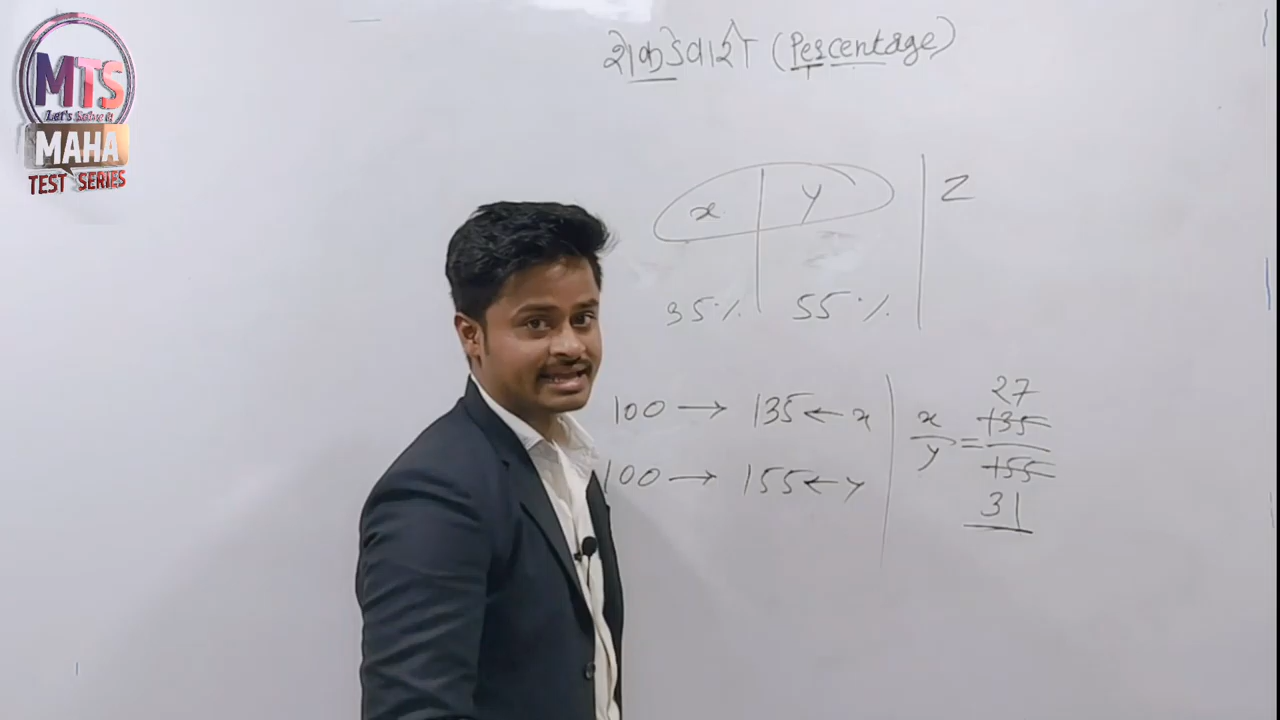 MTS
Let's Solve it
MAHA
TEST SERIES
शेकडेवारी (Percentage)
x | y | z
35% | 55%
100 → 135 ← x
100 → 155 ← y
x/y = 135/155
27
31